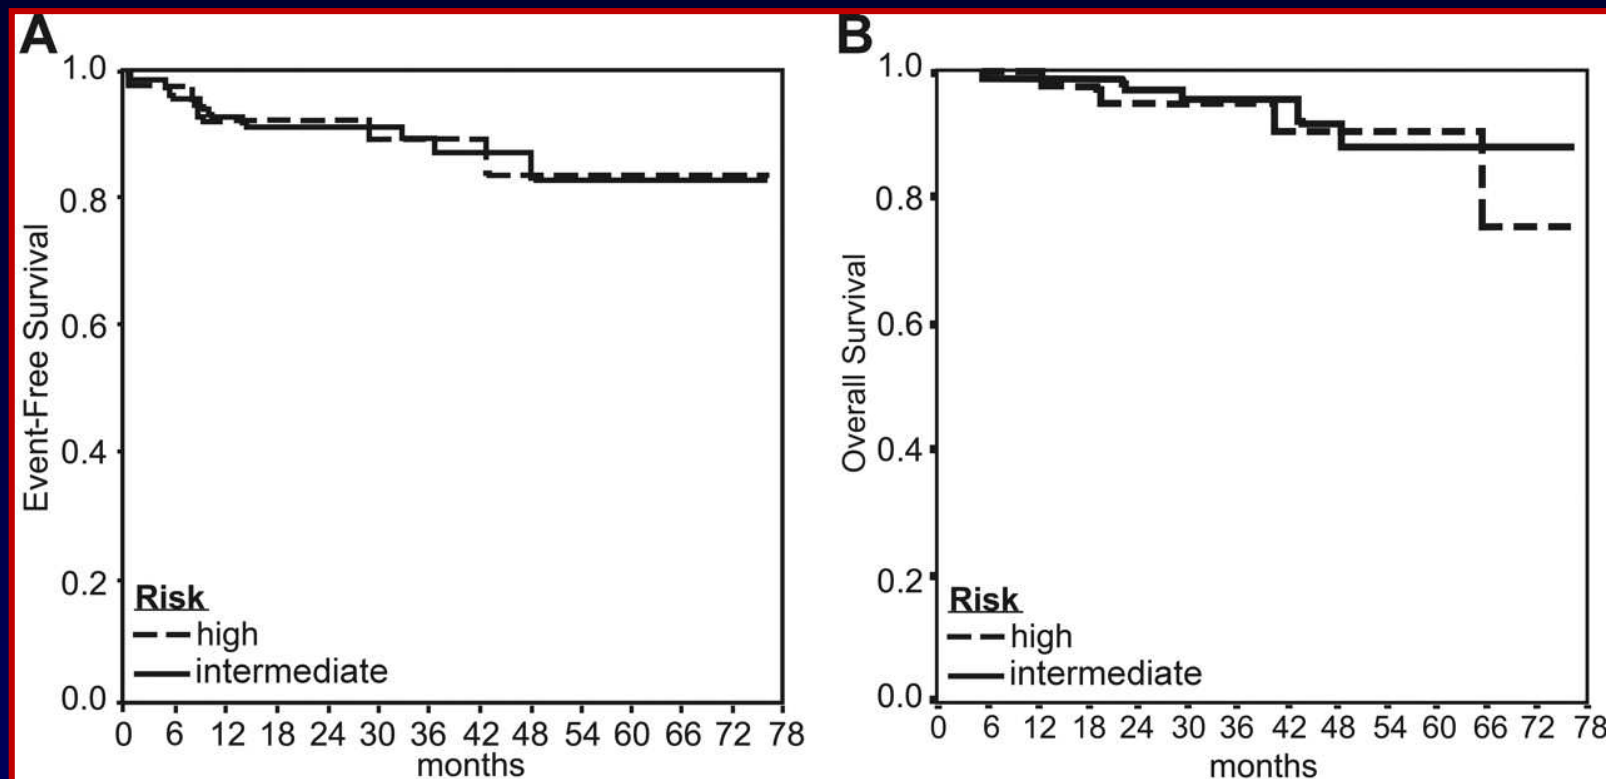 A
Event-Free Survival
1.0
0.8
0.6
0.4
0.2
0.0
Risk
high
intermediate
0 6 12 18 24 30 36 42 48 54 60 66 72 78
months
B
Overall Survival
1.0
0.8
0.6
0.4
0.2
0.0
Risk
high
intermediate
0 6 12 18 24 30 36 42 48 54 60 66 72 78
months